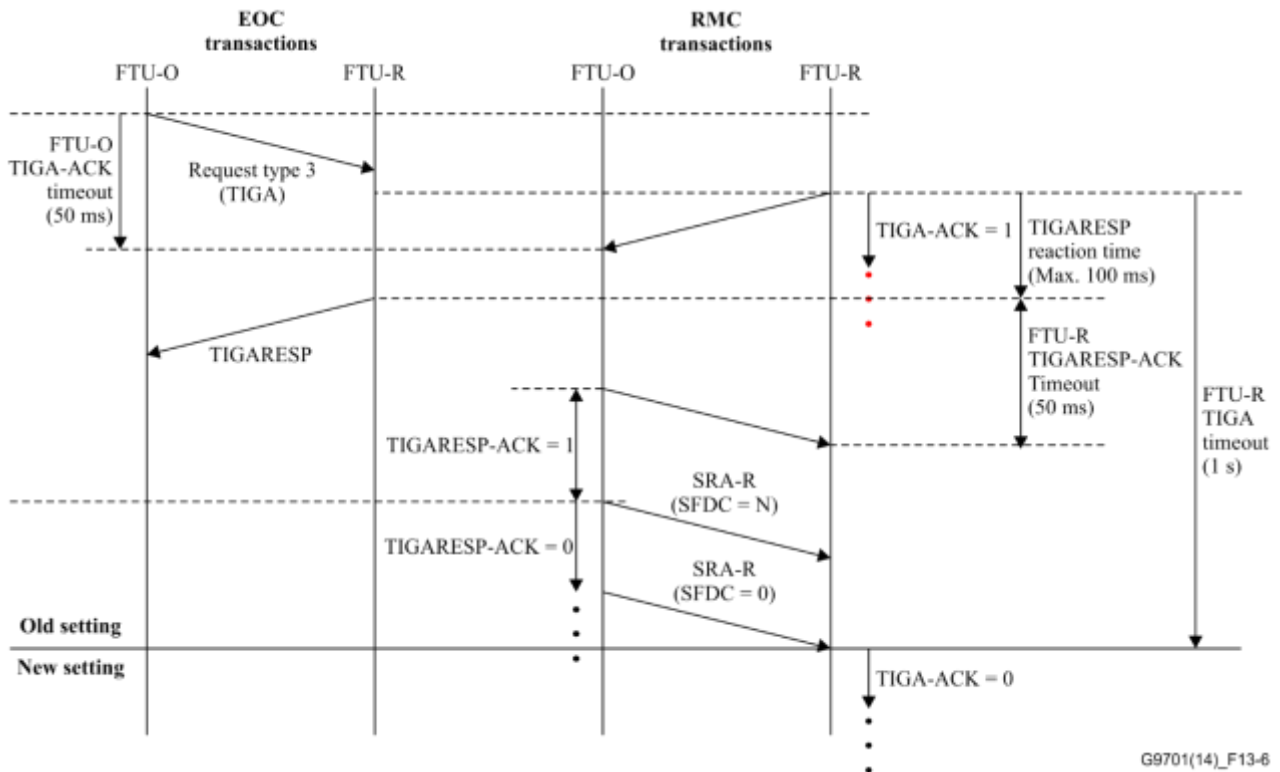 EOC
transactions
RMC
transactions
FTU-O
FTU-R
FTU-O
FTU-R
FTU-O
TIGA-ACK
timeout
(50 ms)
Request type 3
(TIGA)
TIGA-ACK = 1
TIGARESP
reaction time
(Max. 100 ms)
TIGARESP
FTU-R
TIGARESP-ACK
Timeout
(50 ms)
FTU-R
TIGA
timeout
(1 s)
TIGARESP-ACK = 1
SRA-R
(SFDC = N)
TIGARESP-ACK = 0
SRA-R
(SFDC = 0)
Old setting
New setting
TIGA-ACK = 0
G9701(14)_F13-6